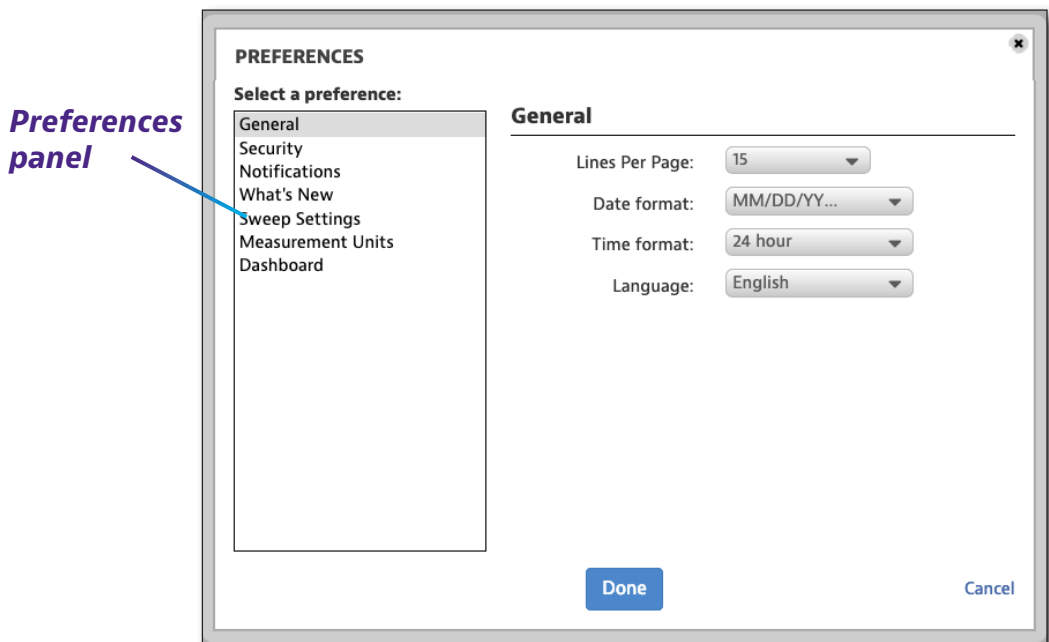 PREFERENCES
Select a preference:
Preferences
panel
General
Security
Notifications
What's New
Sweep Settings
Measurement Units
Dashboard
General
Lines Per Page: 15
Date format: MM/DD/YY...
Time format: 24 hour
Language: English
Done
Cancel